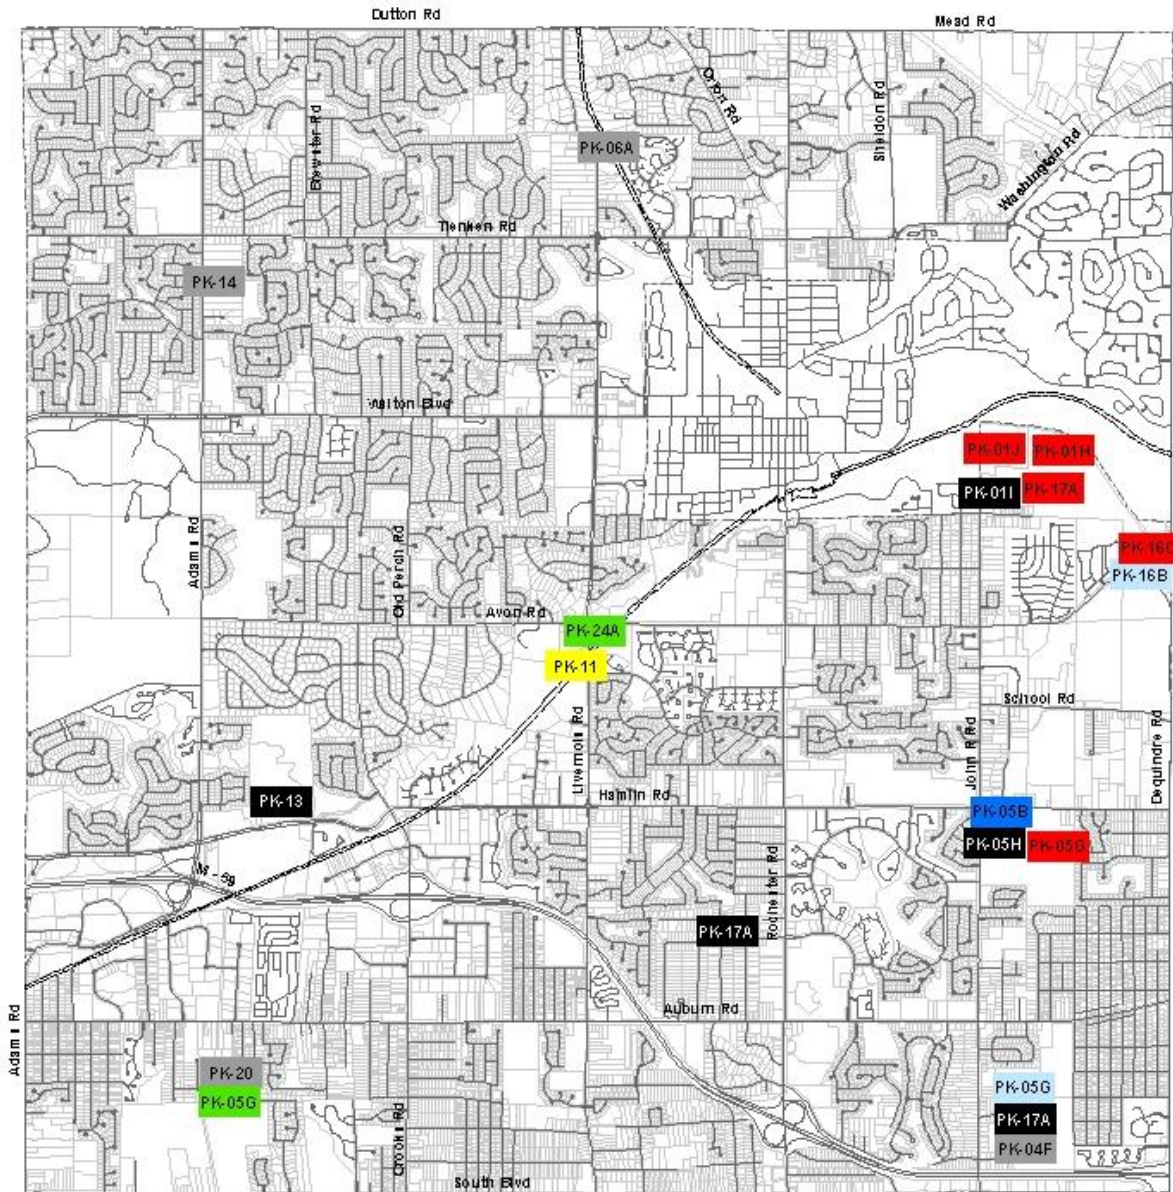 Dutton Rd
Mead Rd
Orion Rd
Sheldon Rd
Brewster Rd
PK-06A
Washington Rd
Tienken Rd
PK-14
Walton Blvd
PK-01J
PK-01H
PK-01I
PK-17A
Adams Rd
Old Perch Rd
PK-16C
PK-16B
Avon Rd
PK-24A
PK-11
School Rd
Livernois Rd
John R Rd
Dequindre Rd
PK-13
Hamlin Rd
PK-05B
PK-05H
PK-05G
M-59
Rochester Rd
PK-17A
Auburn Rd
Adams Rd
PK-20
PK-05G
PK-05G
PK-17A
Crooks Rd
PK-04F
South Blvd